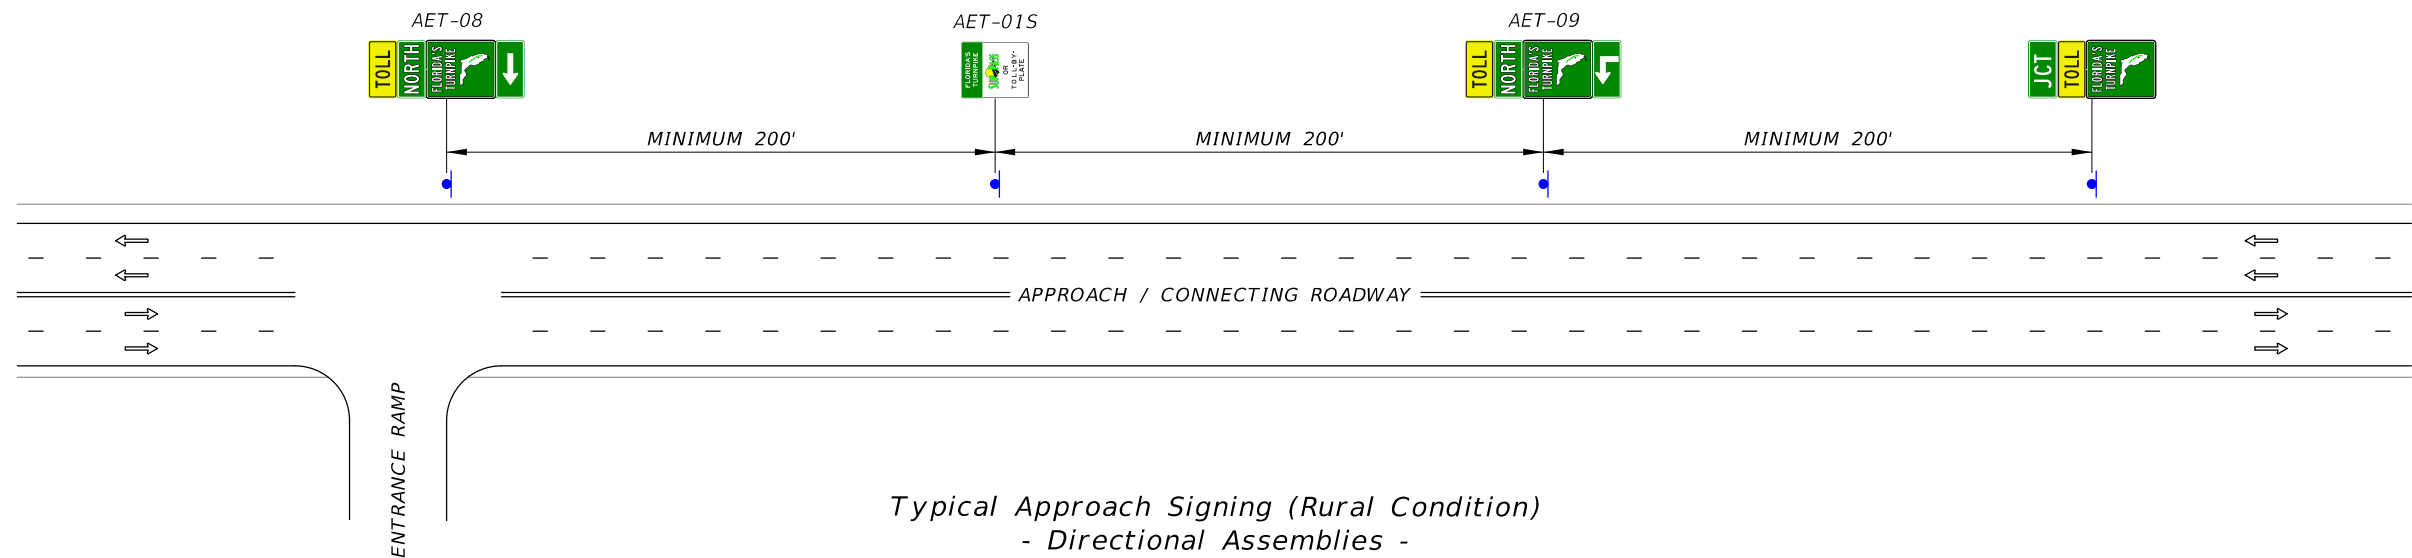 AET-08
AET-01S
AET-09
TOLL
NORTH
FLORIDA'S
TURNPIKE
FLORIDA'S
TURNPIKE
SUNPASS
OR
TOLL-BY-
PLATE
TOLL
NORTH
FLORIDA'S
TURNPIKE
JCT
TOLL
FLORIDA'S
TURNPIKE
MINIMUM 200'
MINIMUM 200'
MINIMUM 200'
APPROACH / CONNECTING ROADWAY
ENTRANCE RAMP
Typical Approach Signing (Rural Condition)
- Directional Assemblies -